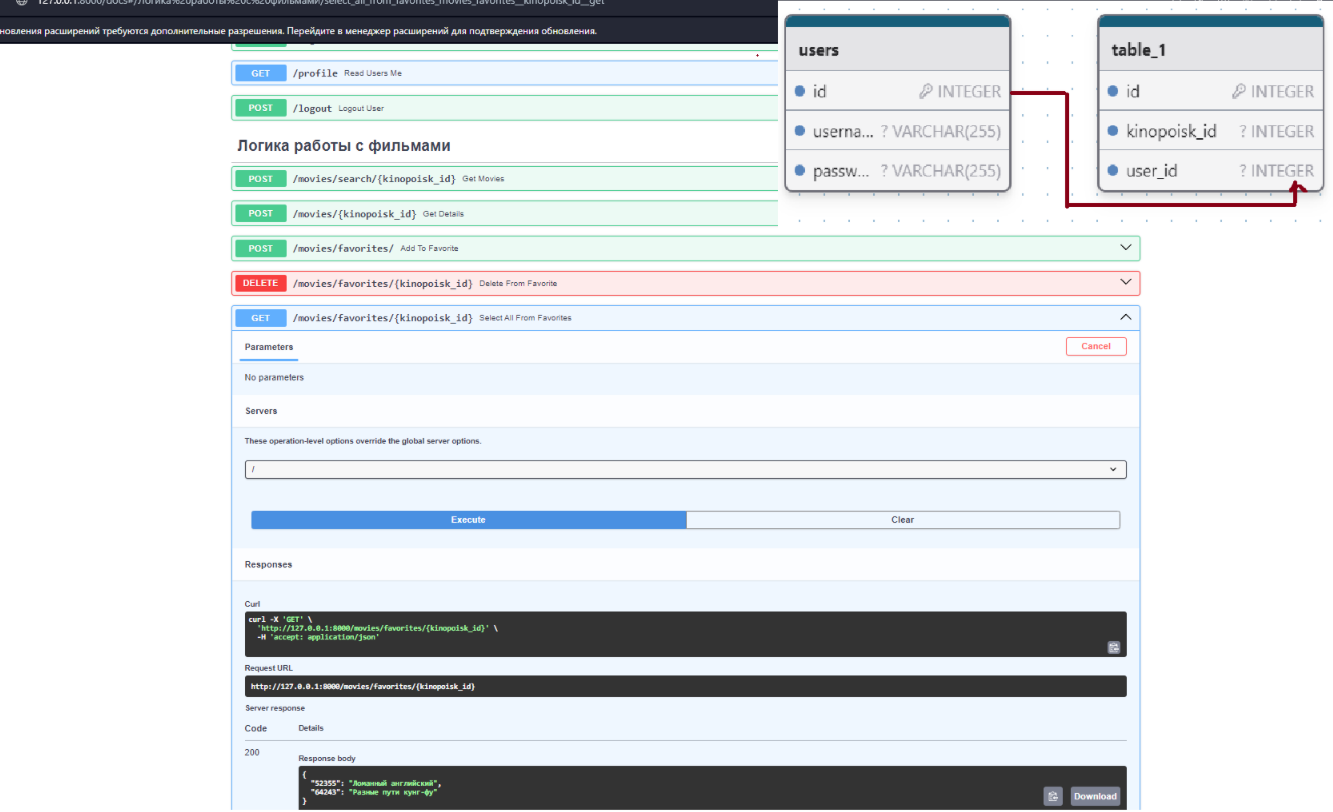 127.0.0.1:8000/docs#/логика%20работы%20с%20фильмами/select_all_from_favorites_movies_favorites__kinopoisk_id__get
новления расширений требуются дополнительные разрешения. Перейдите в менеджер расширений для подтверждения обновления.
users
id INTEGER
userna... ? VARCHAR(255)
passw... ? VARCHAR(255)
table_1
id INTEGER
kinopoisk_id ? INTEGER
user_id ? INTEGER
GET /profile Read Users Me
POST /logout Logout User
Логика работы с фильмами
POST /movies/search/{kinopoisk_id} Get Movies
POST /movies/{kinopoisk_id} Get Details
POST /movies/favorites/ Add To Favorite
DELETE /movies/favorites/{kinopoisk_id} Delete From Favorite
GET /movies/favorites/{kinopoisk_id} Select All From Favorites
Parameters
Cancel
No parameters
Servers
These operation-level options override the global server options.
/
Execute
Clear
Responses
Curl
curl -X 'GET' \
'http://127.0.0.1:8000/movies/favorites/{kinopoisk_id}' \
-H 'accept: application/json'
Request URL
http://127.0.0.1:8000/movies/favorites/{kinopoisk_id}
Server response
Code Details
200
Response body
{
"52355": "Ломанный английский",
"64243": "Разные пути кунг-фу"
}
Download